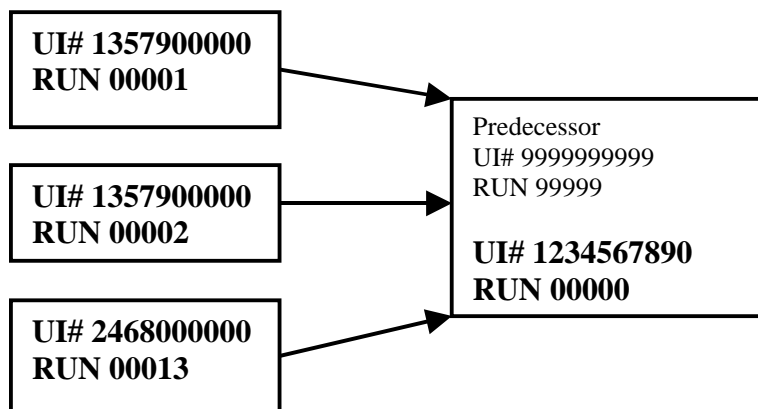 UI# 1357900000
RUN 00001
UI# 1357900000
RUN 00002
UI# 2468000000
RUN 00013
Predecessor
UI# 9999999999
RUN 99999
UI# 1234567890
RUN 00000